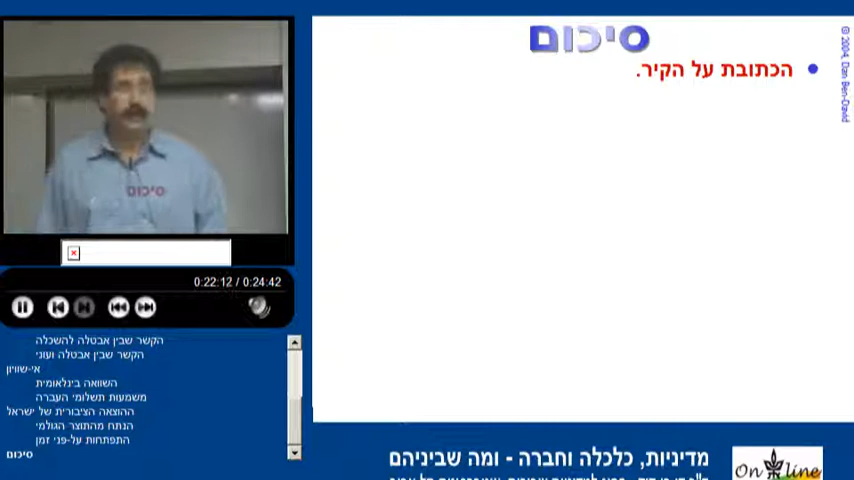 סיכום
הכתובת על הקיר.
© 2004, Dan Ben-David
סיכום
0:22:12 / 0:24:42
הקשר שבין אבטלה להשכלה
הקשר שבין אבטלה ועוני
אי-שוויון
השוואה בינלאומית
משמעות תשלומי העברה
ההוצאה הציבורית של ישראל
הנתח מהתוצר הגולמי
התפתחות על-פני זמן
סיכום
מדיניות, כלכלה וחברה - ומה שביניהם
On line